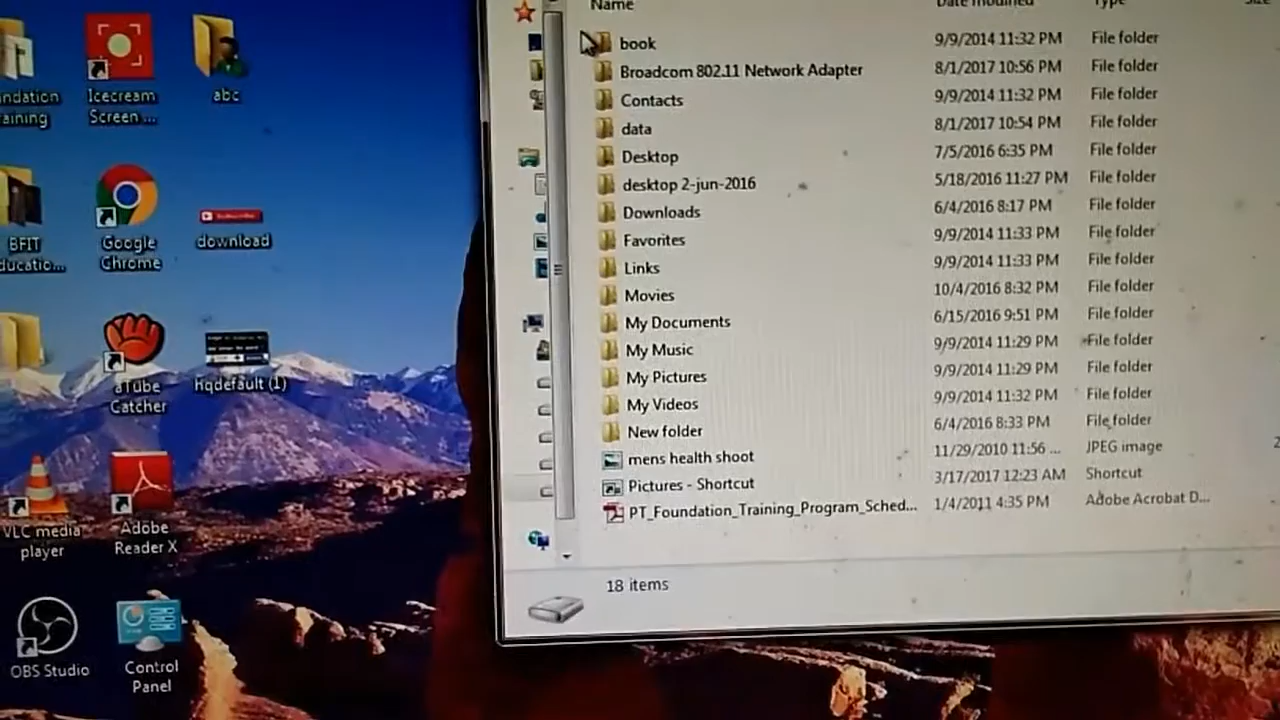 ndation
aining
Icecream
Screen ...
abc
BFIT
ducatio...
Google
Chrome
download
aTube
Catcher
hqdefault (1)
VLC media
player
Adobe
Reader X
OBS Studio
Control
Panel
Name Date modified Type Size
book 9/9/2014 11:32 PM File folder
Broadcom 802.11 Network Adapter 8/1/2017 10:56 PM File folder
Contacts 9/9/2014 11:32 PM File folder
data 8/1/2017 10:54 PM File folder
Desktop 7/5/2016 6:35 PM File folder
desktop 2-jun-2016 5/18/2016 11:27 PM File folder
Downloads 6/4/2016 8:17 PM File folder
Favorites 9/9/2014 11:33 PM File folder
Links 9/9/2014 11:33 PM File folder
Movies 10/4/2016 8:32 PM File folder
My Documents 6/15/2016 9:51 PM File folder
My Music 9/9/2014 11:29 PM File folder
My Pictures 9/9/2014 11:29 PM File folder
My Videos 9/9/2014 11:32 PM File folder
New folder 6/4/2016 8:33 PM File folder
mens health shoot 11/29/2010 11:56 ... JPEG image
Pictures - Shortcut 3/17/2017 12:23 AM Shortcut
PT_Foundation_Training_Program_Sched... 1/4/2011 4:35 PM Adobe Acrobat D...
18 items